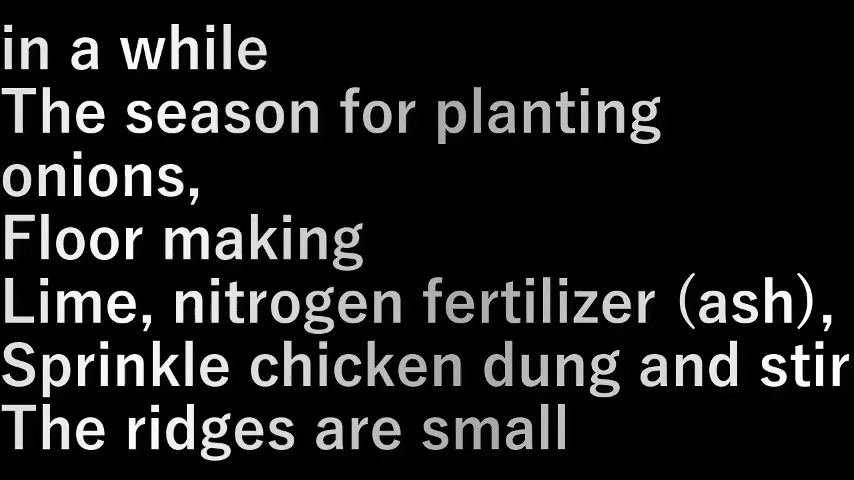 in a while
The season for planting
onions,
Floor making
Lime, nitrogen fertilizer (ash),
Sprinkle chicken dung and stir
The ridges are small